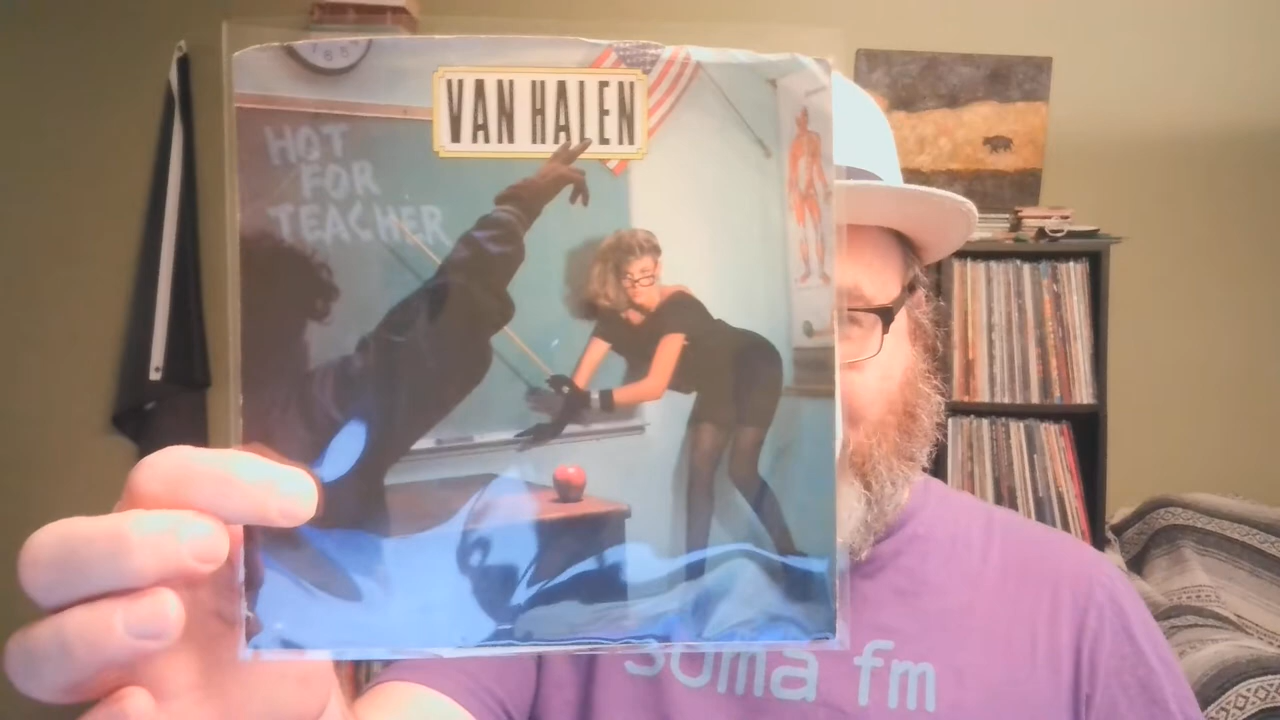 VAN HALEN
HOT
FOR
TEACHER
soma fm